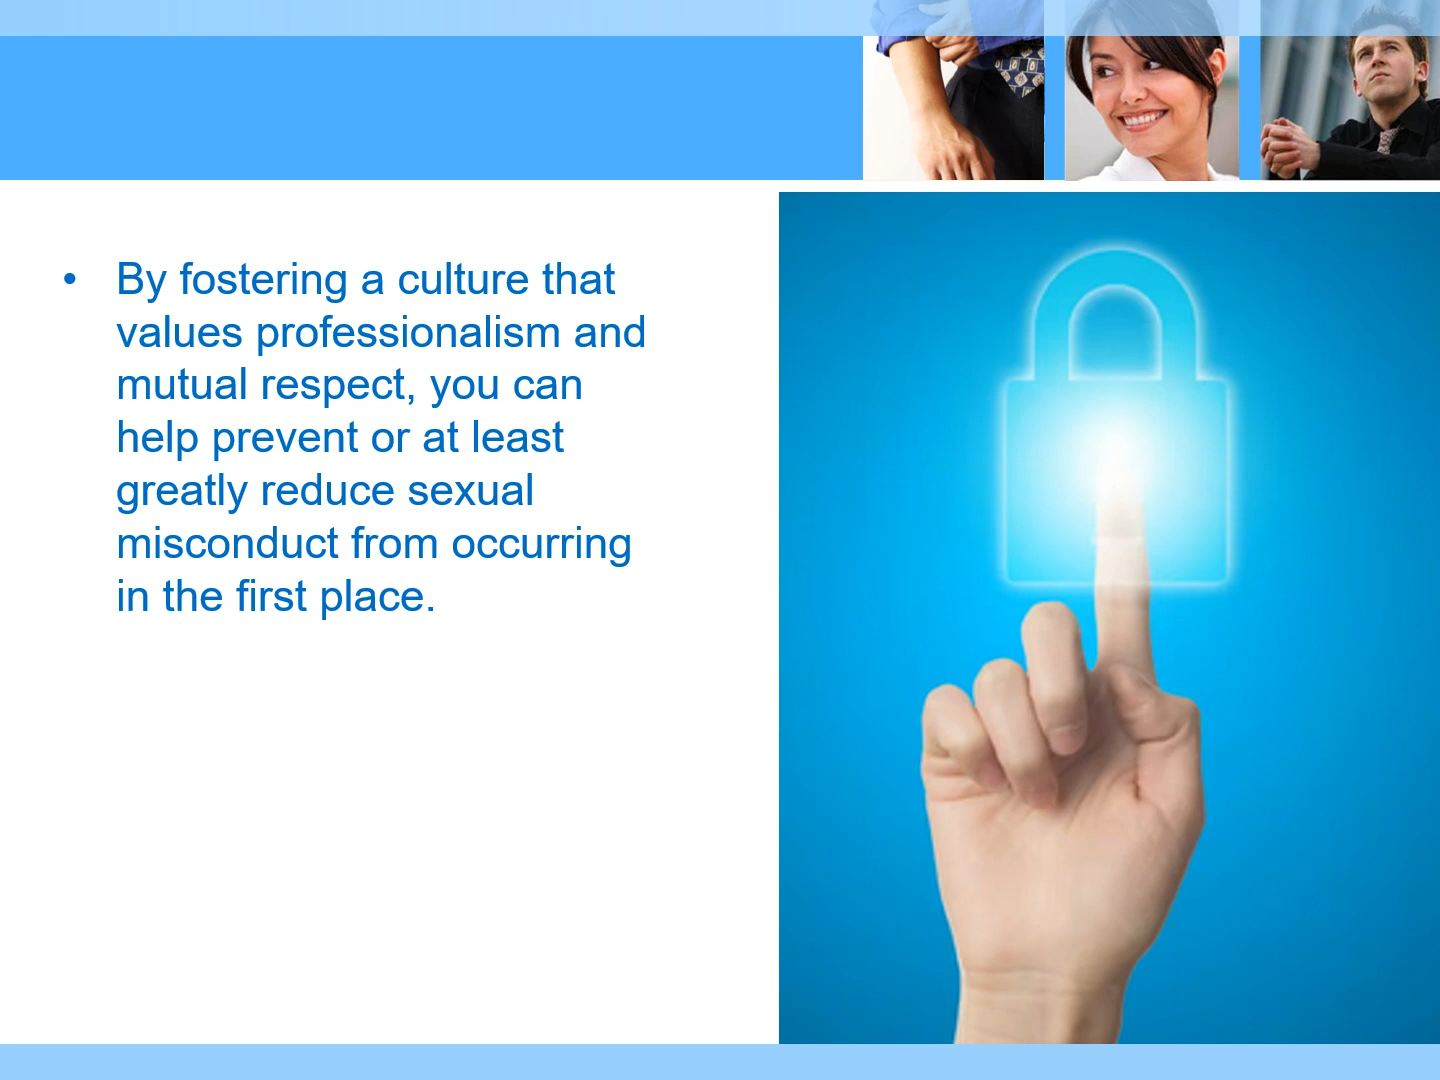 • By fostering a culture that
values professionalism and
mutual respect, you can
help prevent or at least
greatly reduce sexual
misconduct from occurring
in the first place.